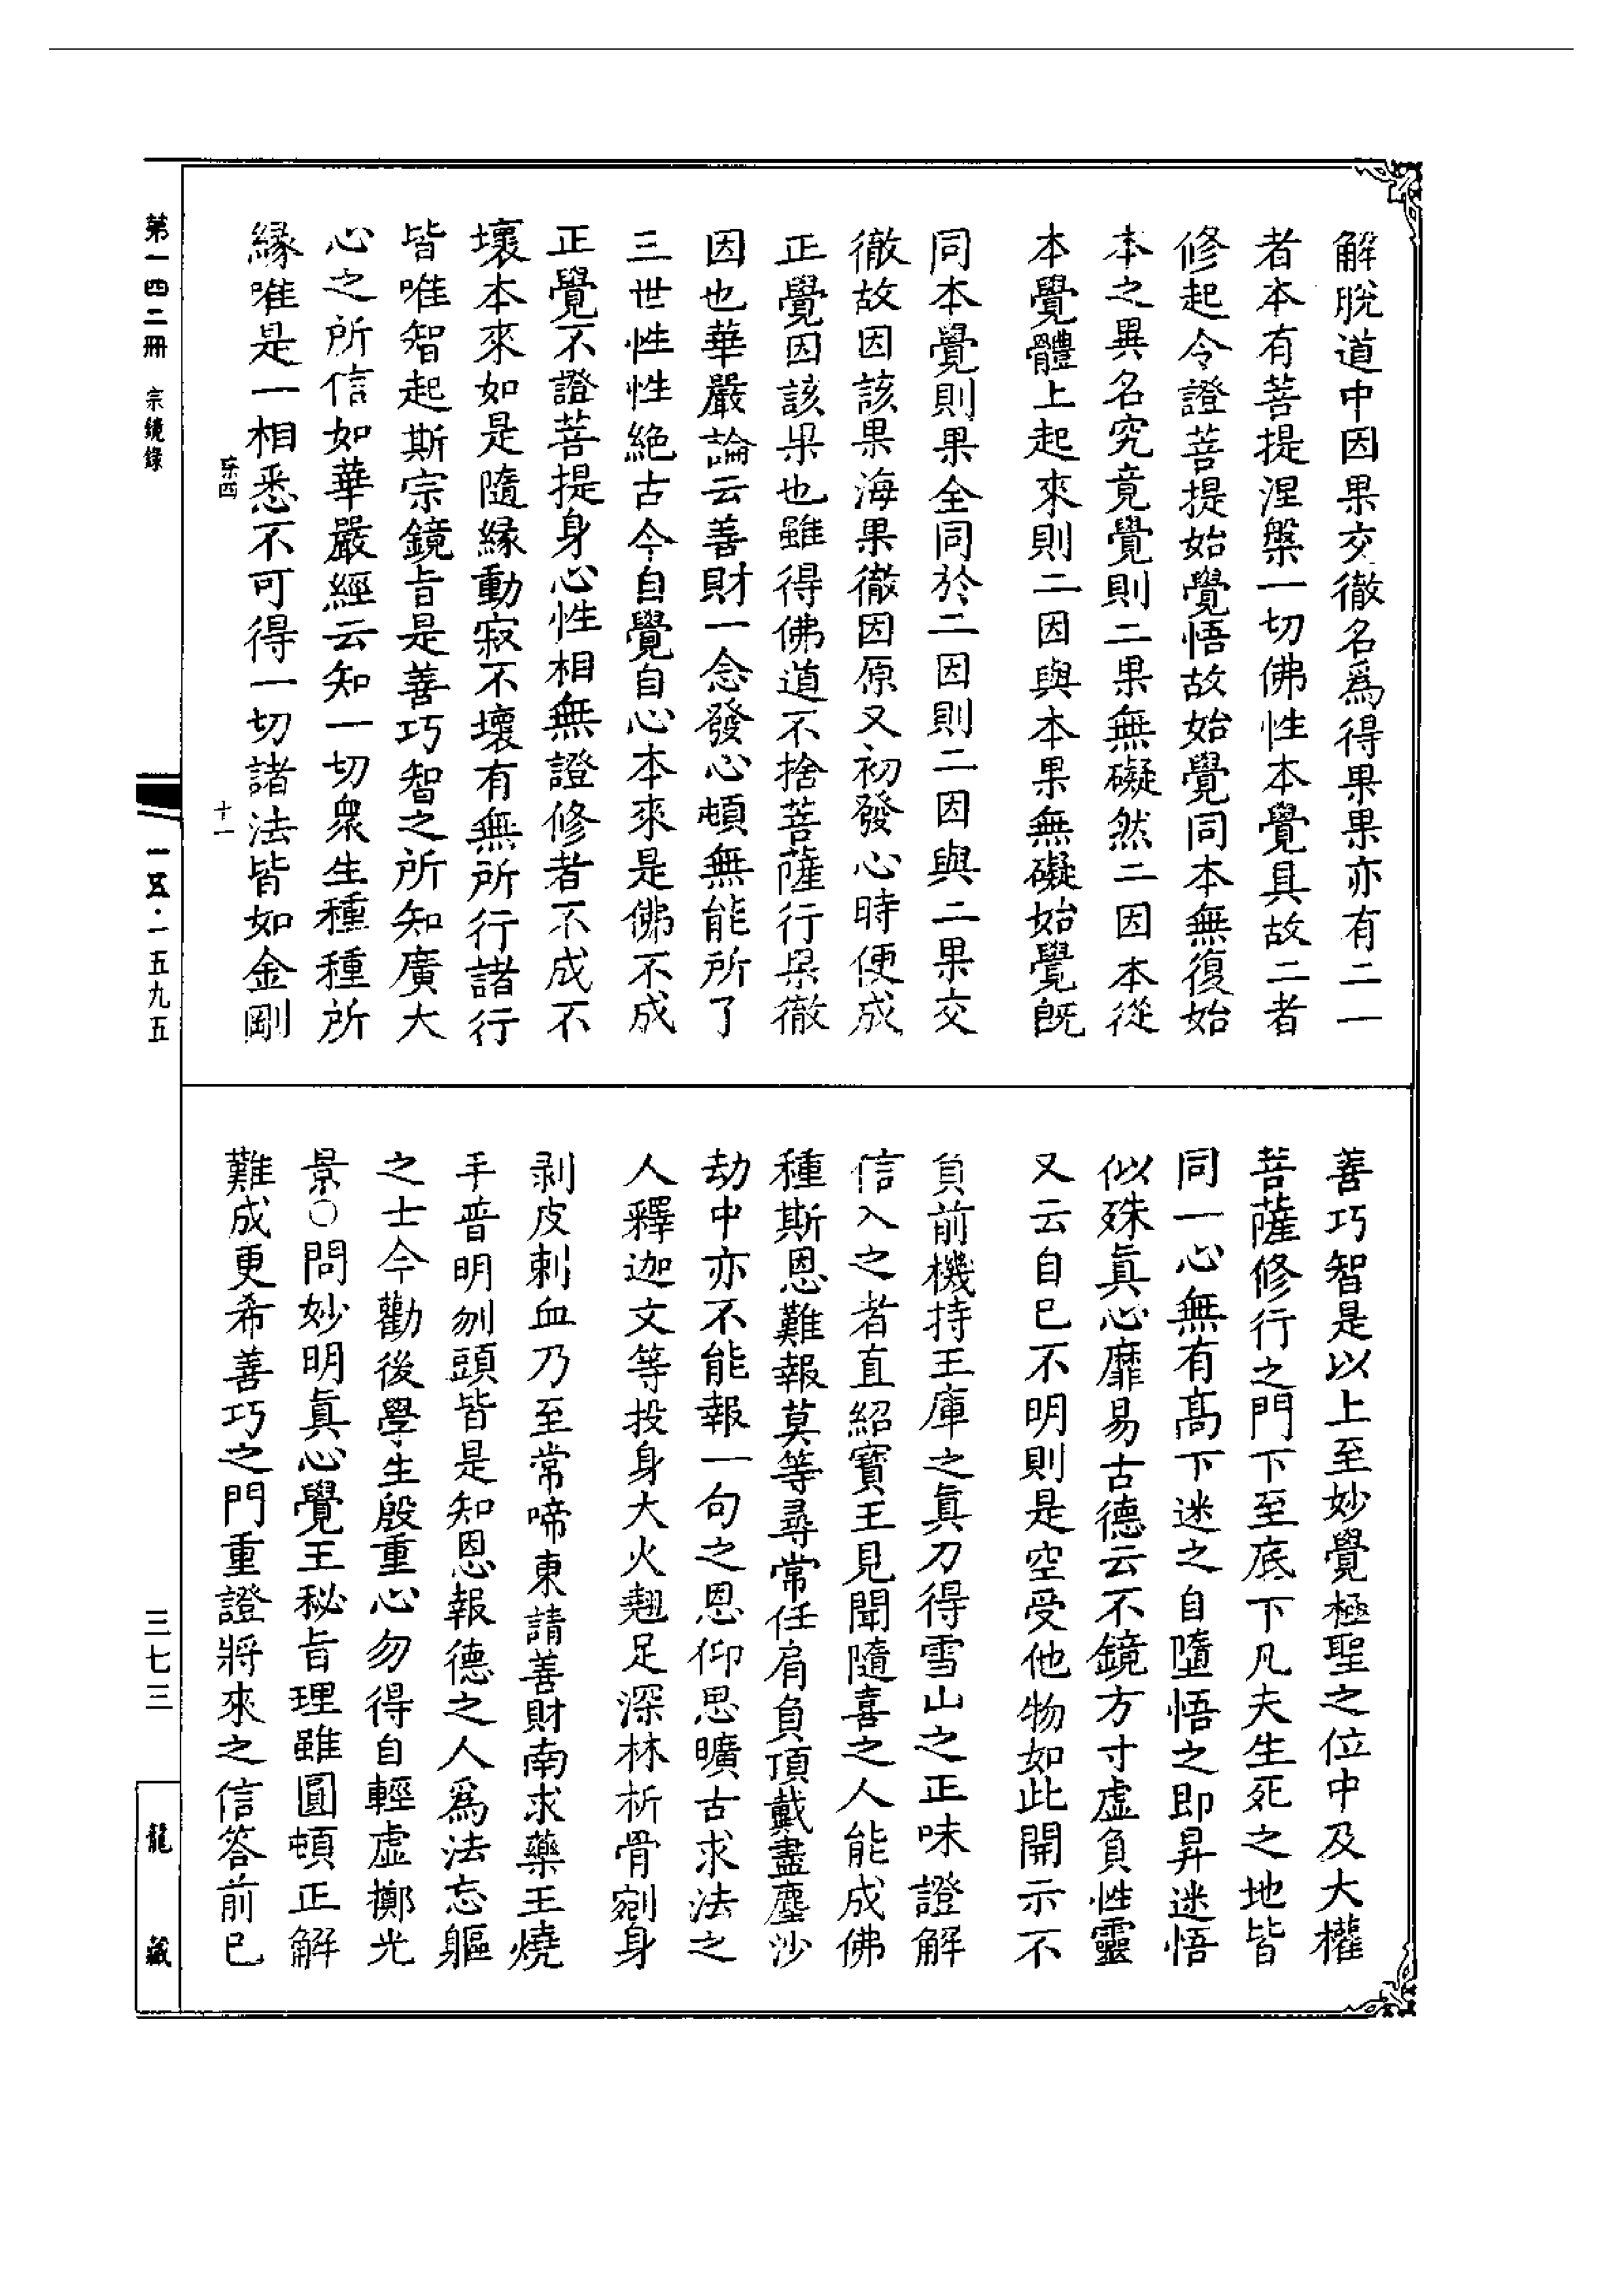 解脫道中因果交徹名爲得果果亦有二一
者本有菩提涅槃一切佛性本覺具故二者
修起今證菩提始覺悟故始覺同本無復始
本之異名究竟覺則二果無礙然二因本從
本覺體上起來則二因與本果無礙始覺旣
同本覺則果全同於二因則二因與二果交
徹故因該果海果徹因原又初發心時便成
正覺因該果也雖得佛道不捨菩薩行果徹
因也華嚴論云善財一念發心頓無能所了
三世性性絶古今自覺自心本來是佛不成
正覺不證菩提身心性相無證修者不成不
壞本來如是隨緣動寂不壞有無所行諸行
皆唯智起斯宗鏡旨是善巧智之所知廣大
心之所信如華嚴經云知一切衆生種種所
緣唯是一相悉不可得一切諸法皆如金剛
善巧智是以上至妙覺極聖之位中及大權
菩薩修行之門下至底下凡夫生死之地皆
同一心無有高下迷之自墮悟之即昇迷悟
似殊眞心靡易古德云不鏡方寸虛負性靈
又云自巳不明則是空受他物如此開示不
負前機持王庫之眞刀得雪山之正味證解
信入之者直紹寶王見聞隨喜之人能成佛
種斯恩難報莫等尋常任肩負頂戴盡塵沙
劫中亦不能報一句之恩仰思曠古求法之
人釋迦文等投身大火翹足深林析骨剜身
剥皮刺血乃至常啼東請善財南求藥王燒
手普明刎頭皆是知恩報德之人爲法忘軀
之士今勸後學生殷重心勿得自輕虛擲光
景〇問妙明眞心覺王秘旨理雖圓頓正解
難成更希善巧之門重證將來之信答前巳
第一四二冊 宗鏡錄
十一
一五·一五九五
三七三
龍藏